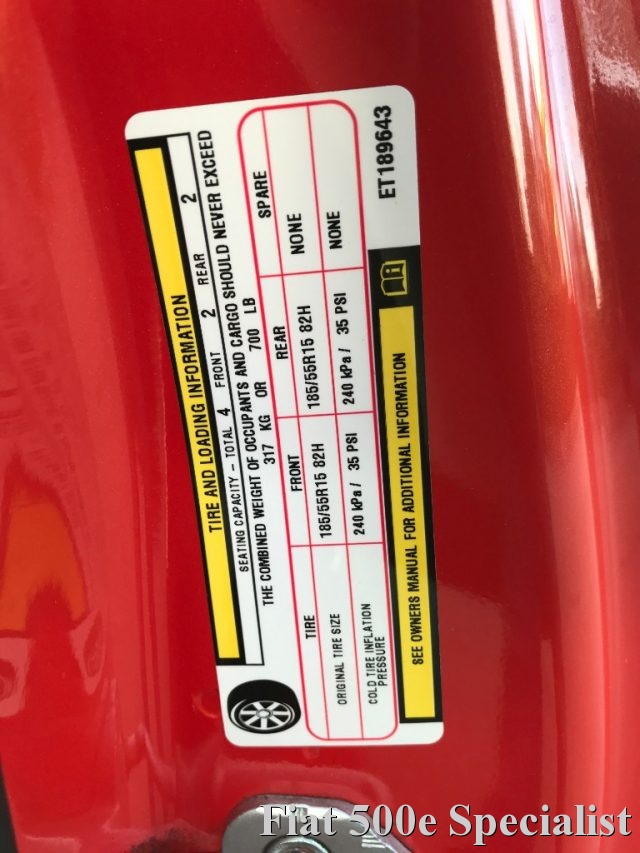 TIRE AND LOADING INFORMATION
SEATING CAPACITY – TOTAL 4 FRONT 2 REAR 2
THE COMBINED WEIGHT OF OCCUPANTS AND CARGO SHOULD NEVER EXCEED
317 KG OR 700 LB
TIRE FRONT REAR SPARE
ORIGINAL TIRE SIZE 185/55R15 82H 185/55R15 82H NONE
COLD TIRE INFLATION
PRESSURE 240 kPa / 35 PSI 240 kPa / 35 PSI NONE
SEE OWNERS MANUAL FOR ADDITIONAL INFORMATION
ET189643
Fiat 500e Specialist